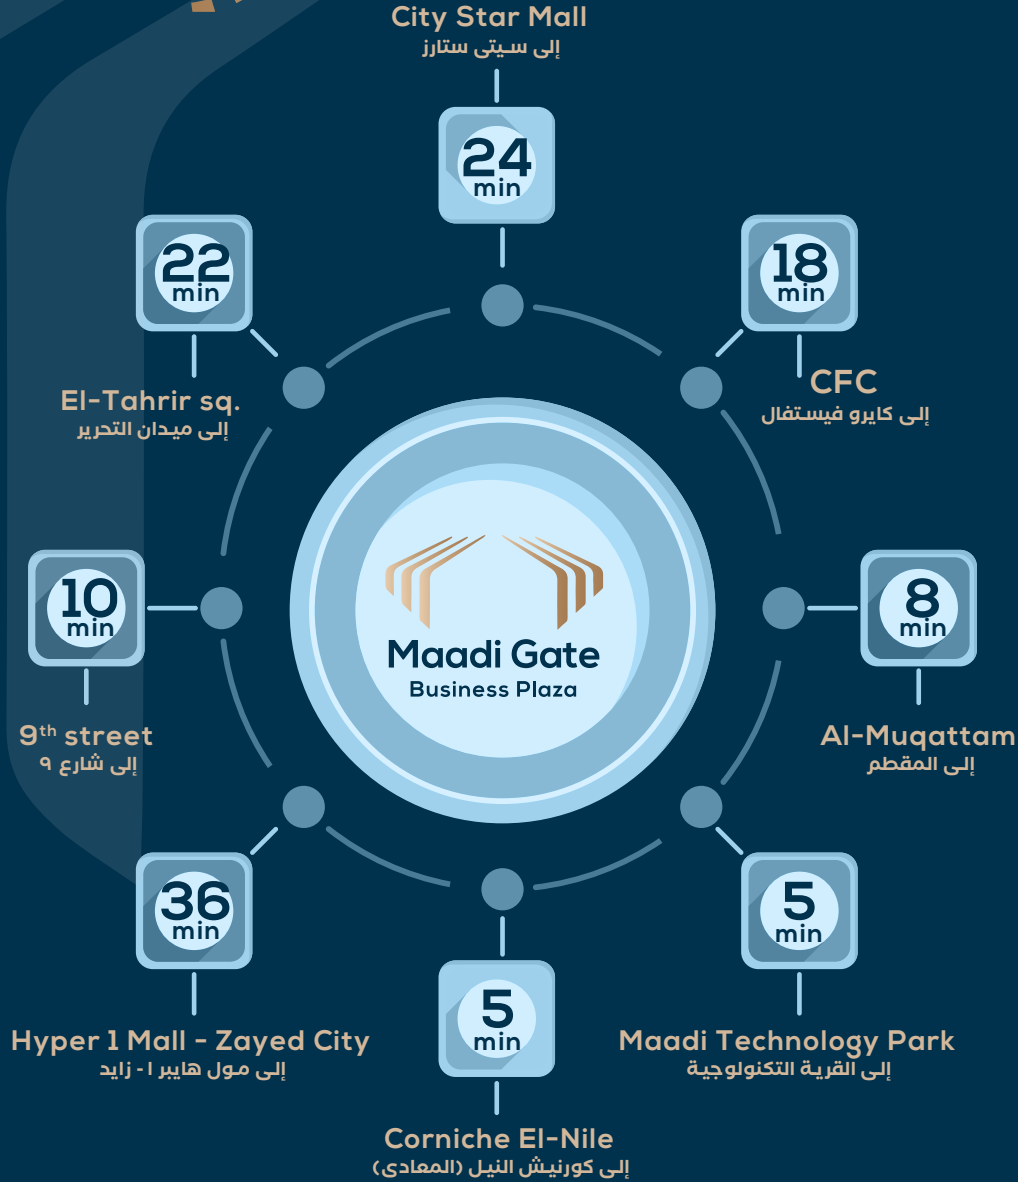 City Star Mall
إلى سيتى ستارز
24
min
22
min
El-Tahrir sq.
إلى ميدان التحرير
18
min
CFC
إلى كايرو فيستفال
10
min
9th street
إلى شارع ٩
Maadi Gate
Business Plaza
8
min
Al-Muqattam
إلى المقطم
36
min
Hyper 1 Mall - Zayed City
إلى مول هايبر ١ - زايد
5
min
Corniche El-Nile
إلى كورنيش النيل (المعادى)
5
min
Maadi Technology Park
إلى القرية التكنولوجية